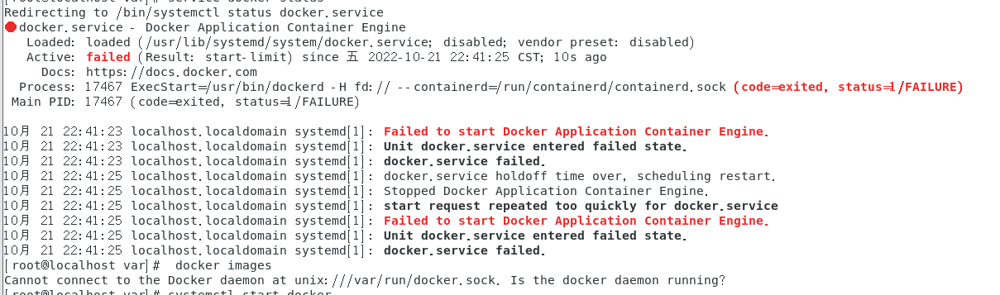 [root@localhost var]# service docker status
Redirecting to /bin/systemctl status docker.service
docker.service - Docker Application Container Engine
Loaded: loaded (/usr/lib/systemd/system/docker.service; disabled; vendor preset: disabled)
Active: failed (Result: start-limit) since 五 2022-10-21 22:41:25 CST; 10s ago
Docs: https://docs.docker.com
Process: 17467 ExecStart=/usr/bin/dockerd -H fd:// --containerd=/run/containerd/containerd.sock (code=exited, status=1/FAILURE)
Main PID: 17467 (code=exited, status=1/FAILURE)
10月 21 22:41:23 localhost.localdomain systemd[1]: Failed to start Docker Application Container Engine.
10月 21 22:41:23 localhost.localdomain systemd[1]: Unit docker.service entered failed state.
10月 21 22:41:23 localhost.localdomain systemd[1]: docker.service failed.
10月 21 22:41:25 localhost.localdomain systemd[1]: docker.service holdoff time over, scheduling restart.
10月 21 22:41:25 localhost.localdomain systemd[1]: Stopped Docker Application Container Engine.
10月 21 22:41:25 localhost.localdomain systemd[1]: start request repeated too quickly for docker.service
10月 21 22:41:25 localhost.localdomain systemd[1]: Failed to start Docker Application Container Engine.
10月 21 22:41:25 localhost.localdomain systemd[1]: Unit docker.service entered failed state.
10月 21 22:41:25 localhost.localdomain systemd[1]: docker.service failed.
[root@localhost var]# docker images
Cannot connect to the Docker daemon at unix:///var/run/docker.sock. Is the docker daemon running?
[root@localhost var]# systemctl start docker